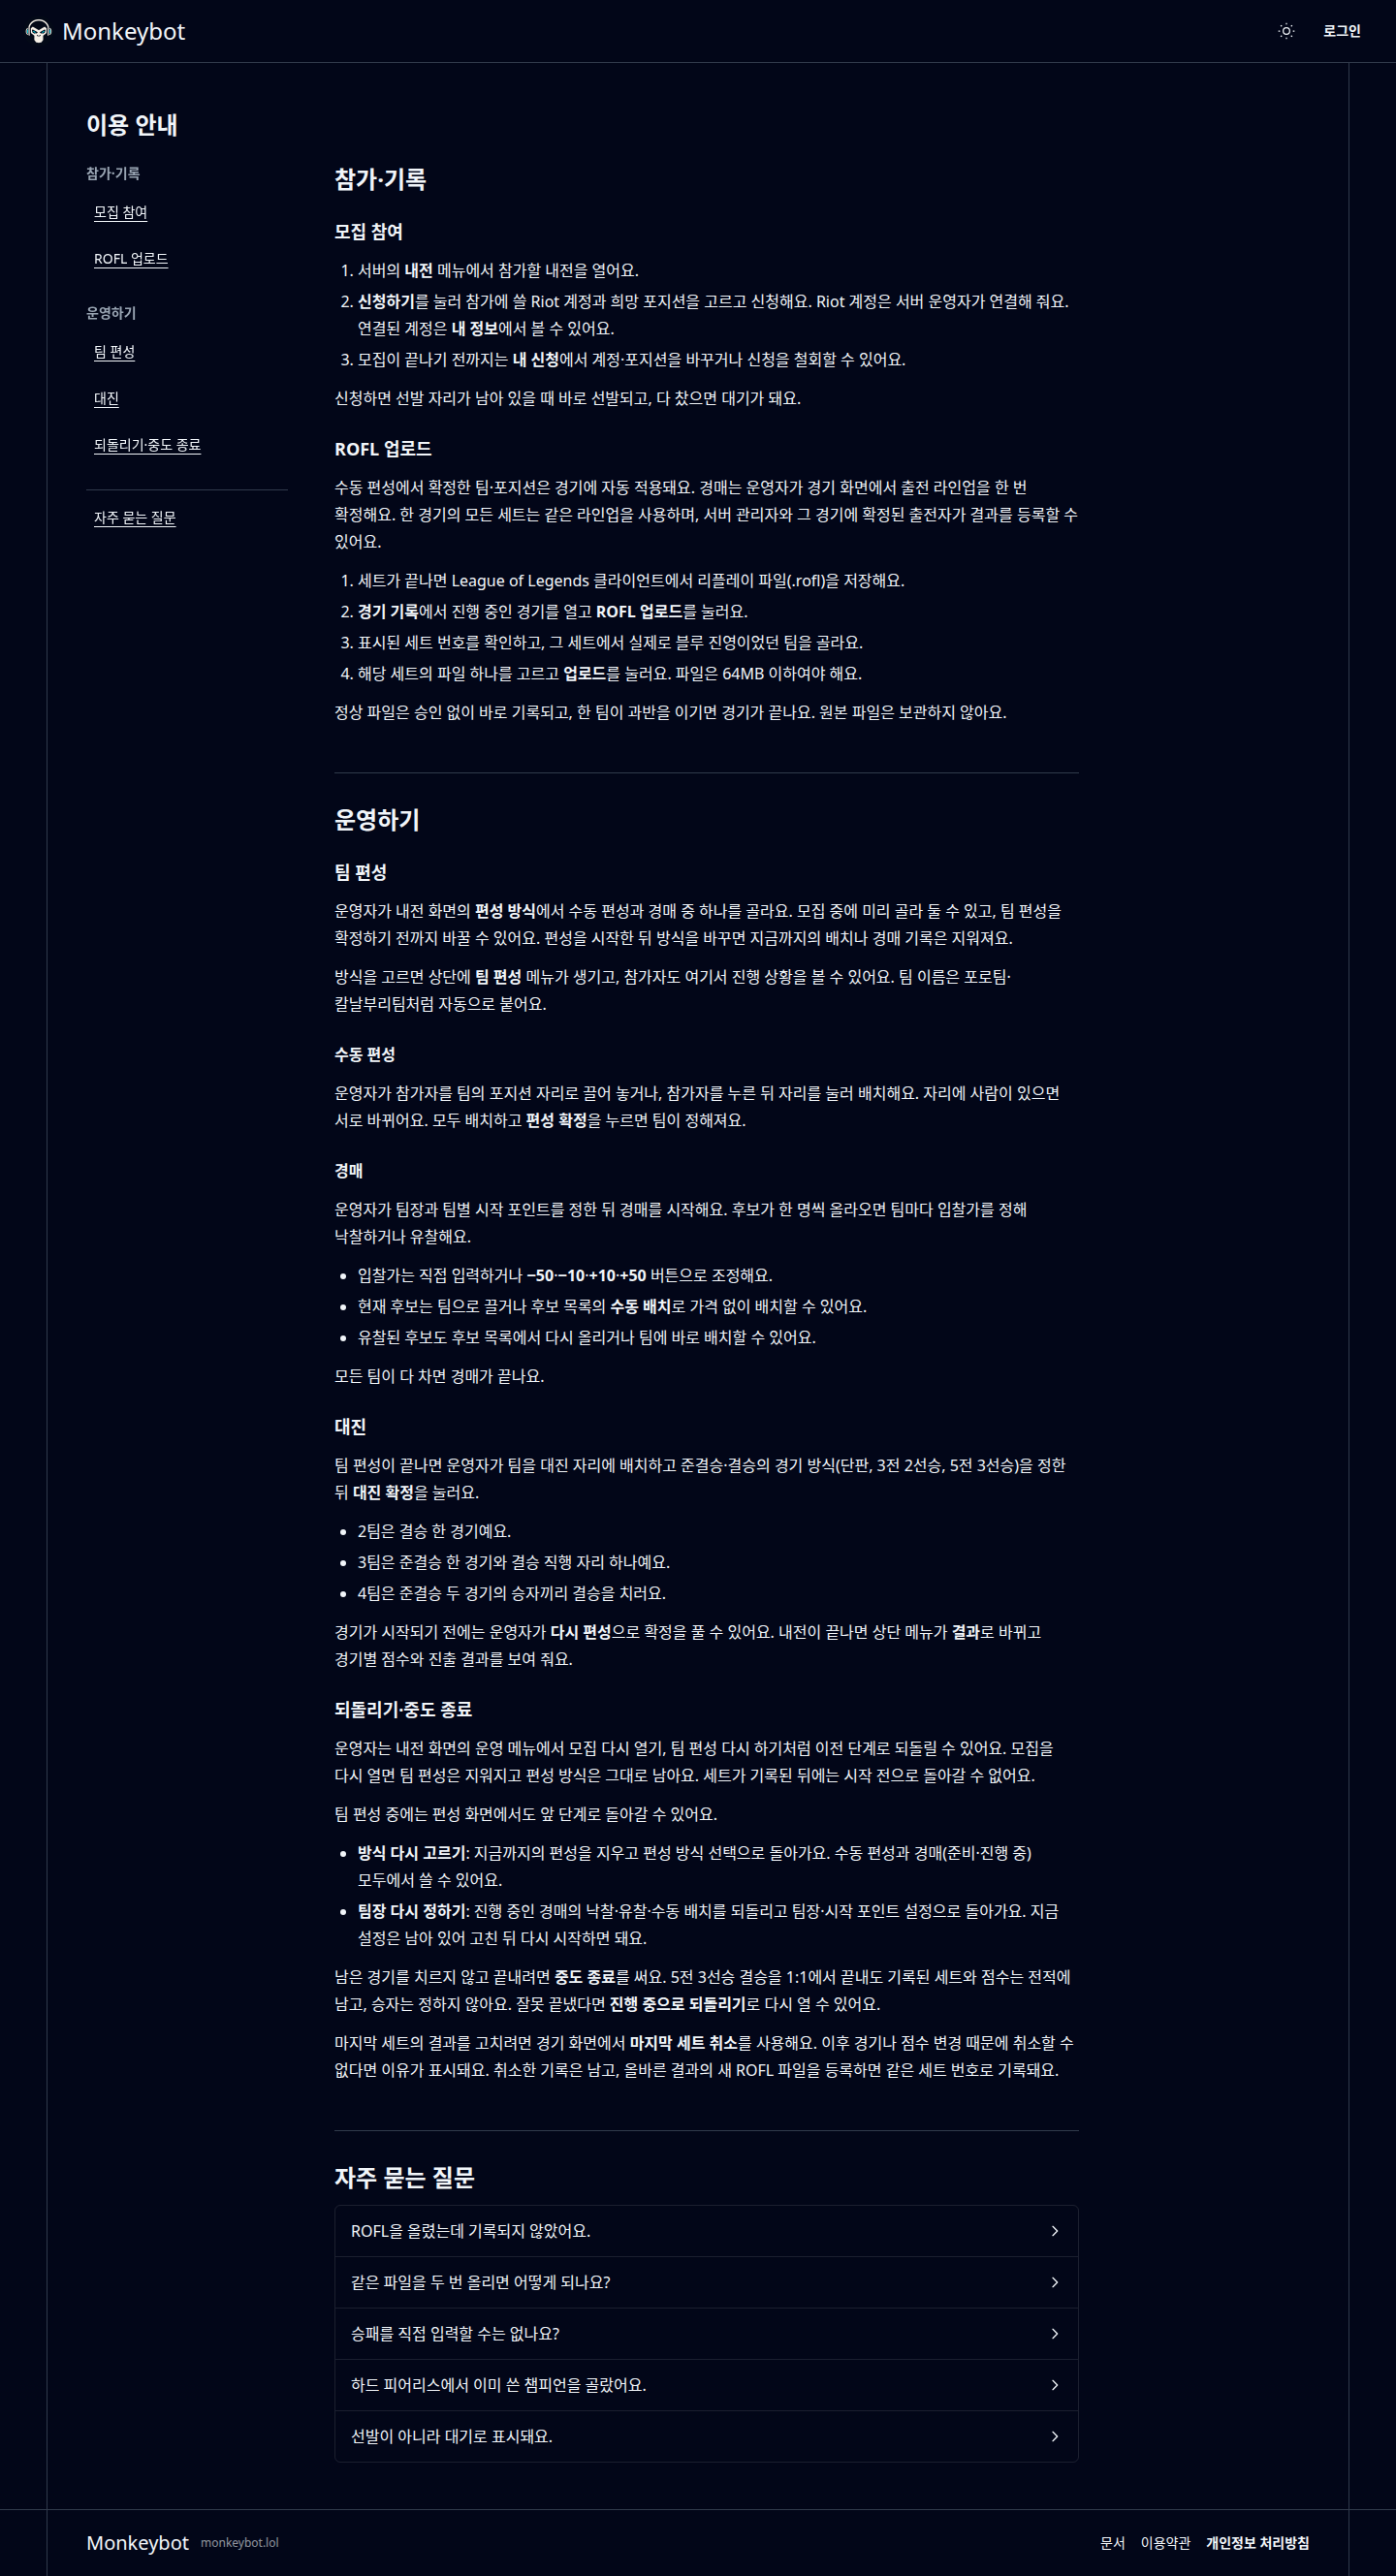 Monkeybot
로그인
이용 안내
참가·기록
모집 참여
ROFL 업로드
운영하기
팀 편성
대진
되돌리기·중도 종료
자주 묻는 질문
참가·기록
모집 참여
1. 서버의 내전 메뉴에서 참가할 내전을 열어요.
2. 신청하기를 눌러 참가에 쓸 Riot 계정과 희망 포지션을 고르고 신청해요. Riot 계정은 서버 운영자가 연결해 줘요.
연결된 계정은 내 정보에서 볼 수 있어요.
3. 모집이 끝나기 전까지는 내 신청에서 계정·포지션을 바꾸거나 신청을 철회할 수 있어요.
신청하면 선발 자리가 남아 있을 때 바로 선발되고, 다 찼으면 대기가 돼요.
ROFL 업로드
수동 편성에서 확정한 팀·포지션은 경기에 자동 적용돼요. 경매는 운영자가 경기 화면에서 출전 라인업을 한 번
확정해요. 한 경기의 모든 세트는 같은 라인업을 사용하며, 서버 관리자와 그 경기에 확정된 출전자가 결과를 등록할 수
있어요.
1. 세트가 끝나면 League of Legends 클라이언트에서 리플레이 파일(.rofl)을 저장해요.
2. 경기 기록에서 진행 중인 경기를 열고 ROFL 업로드를 눌러요.
3. 표시된 세트 번호를 확인하고, 그 세트에서 실제로 블루 진영이었던 팀을 골라요.
4. 해당 세트의 파일 하나를 고르고 업로드를 눌러요. 파일은 64MB 이하여야 해요.
정상 파일은 승인 없이 바로 기록되고, 한 팀이 과반을 이기면 경기가 끝나요. 원본 파일은 보관하지 않아요.
운영하기
팀 편성
운영자가 내전 화면의 편성 방식에서 수동 편성과 경매 중 하나를 골라요. 모집 중에 미리 골라 둘 수 있고, 팀 편성을
확정하기 전까지 바꿀 수 있어요. 편성을 시작한 뒤 방식을 바꾸면 지금까지의 배치나 경매 기록은 지워져요.
방식을 고르면 상단에 팀 편성 메뉴가 생기고, 참가자도 여기서 진행 상황을 볼 수 있어요. 팀 이름은 포로팀·
칼날부리팀처럼 자동으로 붙어요.
수동 편성
운영자가 참가자를 팀의 포지션 자리로 끌어 놓거나, 참가자를 누른 뒤 자리를 눌러 배치해요. 자리에 사람이 있으면
서로 바뀌어요. 모두 배치하고 편성 확정을 누르면 팀이 정해져요.
경매
운영자가 팀장과 팀별 시작 포인트를 정한 뒤 경매를 시작해요. 후보가 한 명씩 올라오면 팀마다 입찰가를 정해
낙찰하거나 유찰해요.
• 입찰가는 직접 입력하거나 −50·−10·+10·+50 버튼으로 조정해요.
• 현재 후보는 팀으로 끌거나 후보 목록의 수동 배치로 가격 없이 배치할 수 있어요.
• 유찰된 후보도 후보 목록에서 다시 올리거나 팀에 바로 배치할 수 있어요.
모든 팀이 다 차면 경매가 끝나요.
대진
팀 편성이 끝나면 운영자가 팀을 대진 자리에 배치하고 준결승·결승의 경기 방식(단판, 3전 2선승, 5전 3선승)을 정한
뒤 대진 확정을 눌러요.
• 2팀은 결승 한 경기예요.
• 3팀은 준결승 한 경기와 결승 직행 자리 하나예요.
• 4팀은 준결승 두 경기의 승자끼리 결승을 치러요.
경기가 시작되기 전에는 운영자가 다시 편성으로 확정을 풀 수 있어요. 내전이 끝나면 상단 메뉴가 결과로 바뀌고
경기별 점수와 진출 결과를 보여 줘요.
되돌리기·중도 종료
운영자는 내전 화면의 운영 메뉴에서 모집 다시 열기, 팀 편성 다시 하기처럼 이전 단계로 되돌릴 수 있어요. 모집을
다시 열면 팀 편성은 지워지고 편성 방식은 그대로 남아요. 세트가 기록된 뒤에는 시작 전으로 돌아갈 수 없어요.
팀 편성 중에는 편성 화면에서도 앞 단계로 돌아갈 수 있어요.
• 방식 다시 고르기: 지금까지의 편성을 지우고 편성 방식 선택으로 돌아가요. 수동 편성과 경매(준비·진행 중)
모두에서 쓸 수 있어요.
• 팀장 다시 정하기: 진행 중인 경매의 낙찰·유찰·수동 배치를 되돌리고 팀장·시작 포인트 설정으로 돌아가요. 지금
설정은 남아 있어 고친 뒤 다시 시작하면 돼요.
남은 경기를 치르지 않고 끝내려면 중도 종료를 써요. 5전 3선승 결승을 1:1에서 끝내도 기록된 세트와 점수는 전적에
남고, 승자는 정하지 않아요. 잘못 끝냈다면 진행 중으로 되돌리기로 다시 열 수 있어요.
마지막 세트의 결과를 고치려면 경기 화면에서 마지막 세트 취소를 사용해요. 이후 경기나 점수 변경 때문에 취소할 수
없다면 이유가 표시돼요. 취소한 기록은 남고, 올바른 결과의 새 ROFL 파일을 등록하면 같은 세트 번호로 기록돼요.
자주 묻는 질문
ROFL을 올렸는데 기록되지 않았어요.
같은 파일을 두 번 올리면 어떻게 되나요?
승패를 직접 입력할 수는 없나요?
하드 피어리스에서 이미 쓴 챔피언을 골랐어요.
선발이 아니라 대기로 표시돼요.
Monkeybot monkeybot.lol
문서 이용약관 개인정보 처리방침